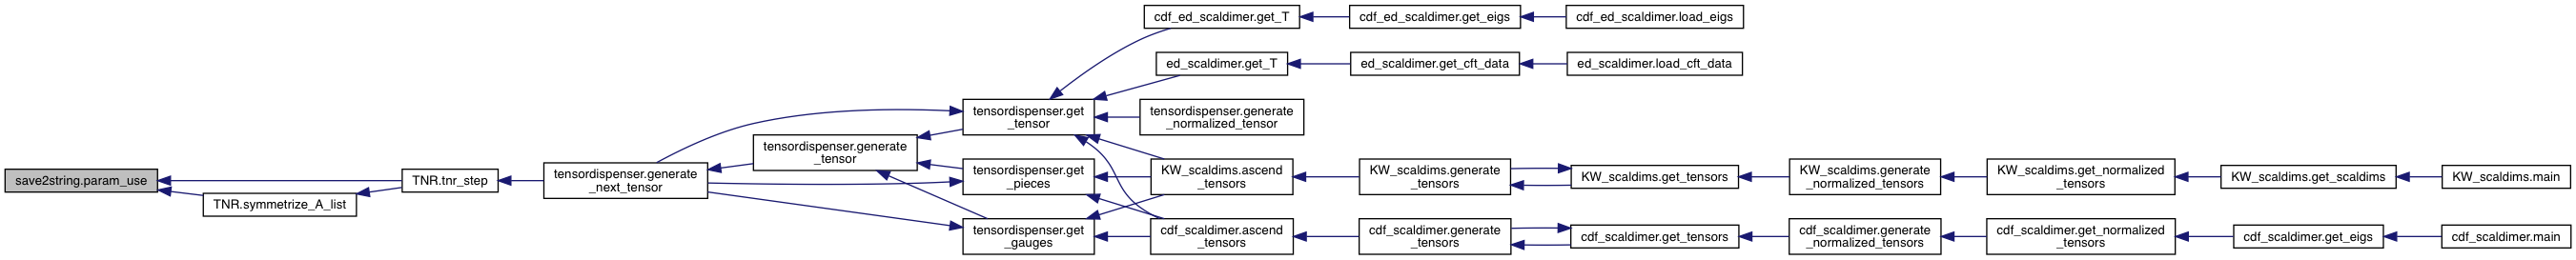 save2string.param_use
TNR.symmetrize_A_list
TNR.tnr_step
tensordispenser.generate
_next_tensor
tensordispenser.generate
_tensor
tensordispenser.get
_tensor
tensordispenser.get
_pieces
tensordispenser.get
_gauges
cdf_ed_scaldimer.get_T
cdf_ed_scaldimer.get_eigs
cdf_ed_scaldimer.load_eigs
ed_scaldimer.get_T
ed_scaldimer.get_cft_data
ed_scaldimer.load_cft_data
tensordispenser.generate
_normalized_tensor
KW_scaldims.ascend
_tensors
KW_scaldims.generate
_tensors
KW_scaldims.get_tensors
KW_scaldims.generate
_normalized_tensors
KW_scaldims.get_normalized
_tensors
KW_scaldims.get_scaldims
KW_scaldims.main
cdf_scaldimer.ascend
_tensors
cdf_scaldimer.generate
_tensors
cdf_scaldimer.get_tensors
cdf_scaldimer.generate
_normalized_tensors
cdf_scaldimer.get_normalized
_tensors
cdf_scaldimer.get_eigs
cdf_scaldimer.main